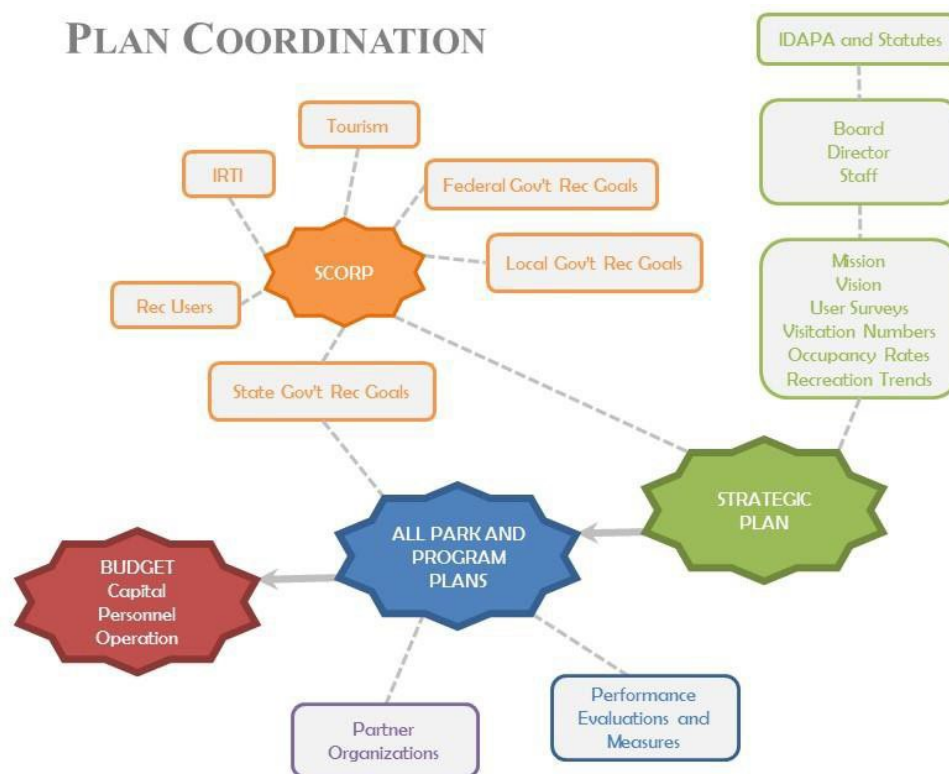 PLAN COORDINATION
IDAPA and Statutes
Board
Director
Staff
Tourism
IRTI
Federal Gov't Rec Goals
SCORP
Local Gov't Rec Goals
Rec Users
Mission
Vision
User Surveys
Visitation Numbers
Occupancy Rates
Recreation Trends
State Gov't Rec Goals
STRATEGIC
PLAN
ALL PARK AND
PROGRAM
PLANS
BUDGET
Capital
Personnel
Operation
Partner
Organizations
Performance
Evaluations and
Measures